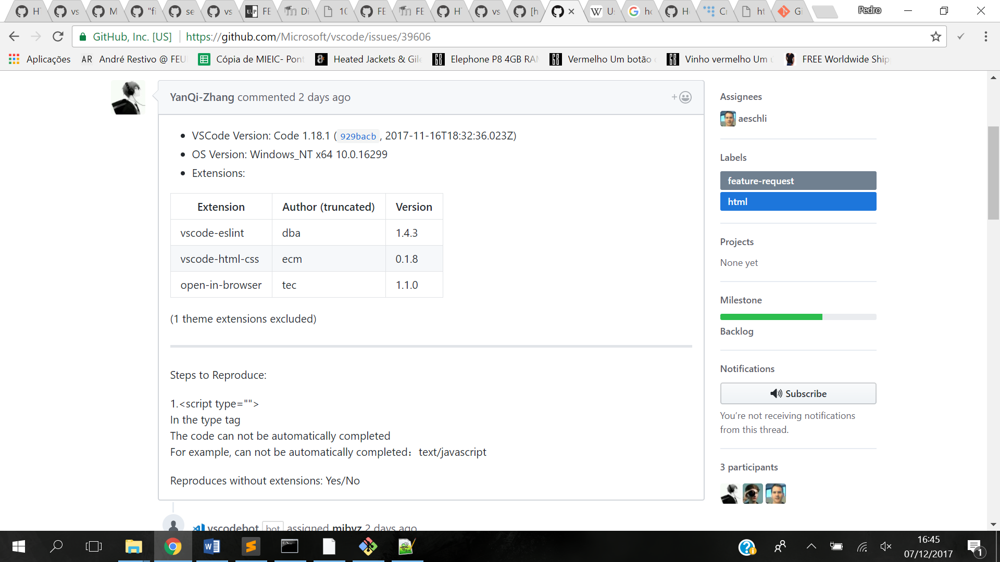 H vs M "fi se vs FE Di 10 FE FE H vs [h W U ho H Cr ht Gi Pedro
GitHub, Inc. [US] https://github.com/Microsoft/vscode/issues/39606
Aplicações AR André Restivo @ FEU Cópia de MIEIC- Pont Heated Jackets & Gile Elephone P8 4GB RAM Vermelho Um botão Vinho vermelho Um FREE Worldwide Ship
YanQi-Zhang commented 2 days ago
VSCode Version: Code 1.18.1 (929bacb, 2017-11-16T18:32:36.023Z)
OS Version: Windows_NT x64 10.0.16299
Extensions:
Extension Author (truncated) Version
vscode-eslint dba 1.4.3
vscode-html-css ecm 0.1.8
open-in-browser tec 1.1.0
(1 theme extensions excluded)
Steps to Reproduce:
1.<script type="">
In the type tag
The code can not be automatically completed
For example, can not be automatically completed：text/javascript
Reproduces without extensions: Yes/No
vscodebot bot assigned mjbvz 2 days ago
Assignees
aeschli
Labels
feature-request
html
Projects
None yet
Milestone
Backlog
Notifications
Subscribe
You're not receiving notifications
from this thread.
3 participants
16:45
07/12/2017
1